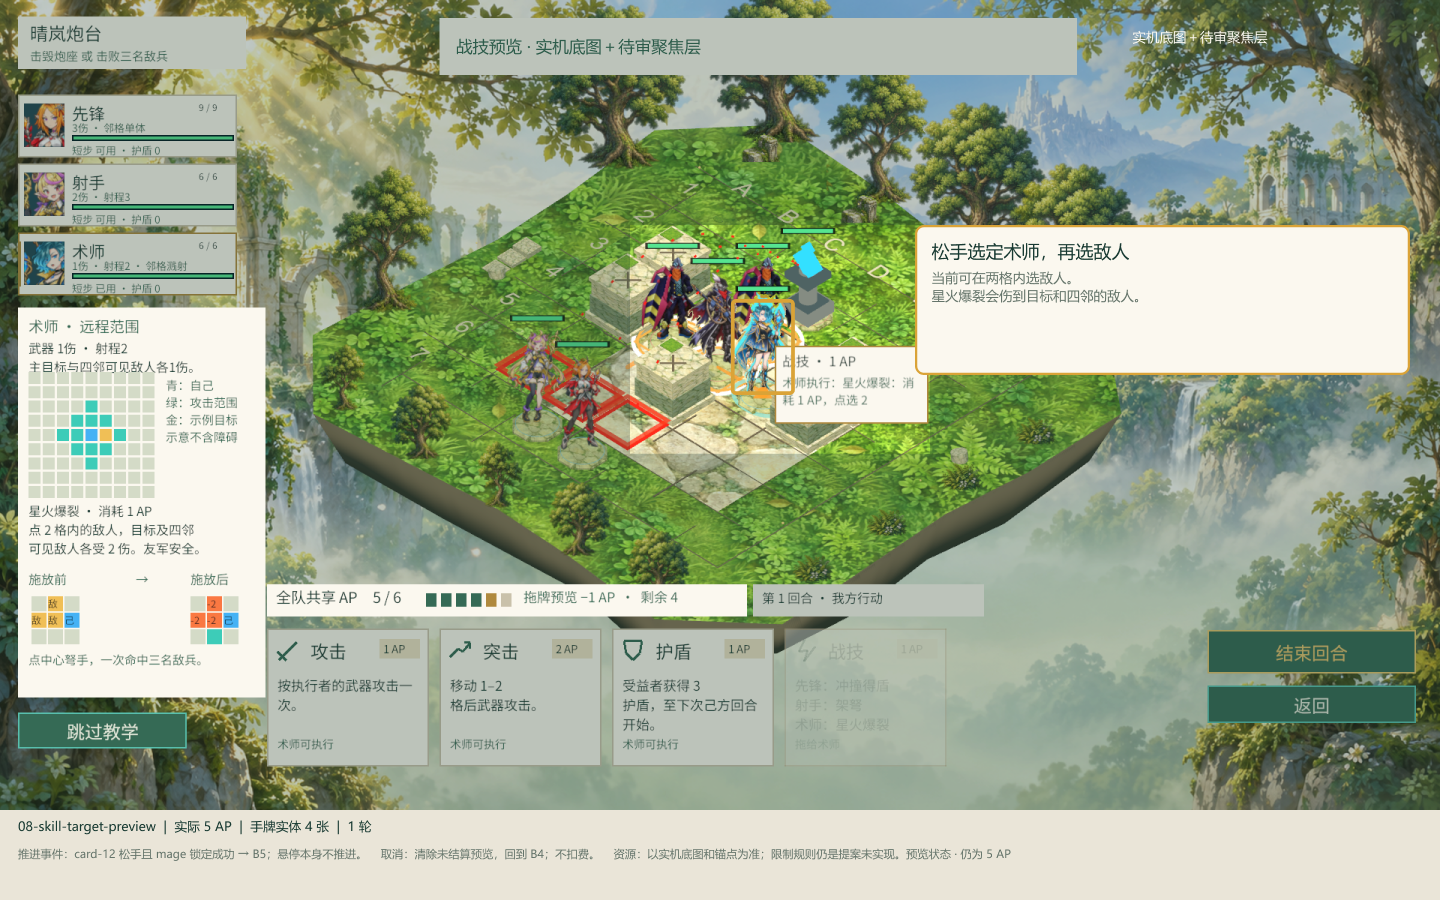 晴岚炮台
击毁炮座 或 击败三名敌兵
战技预览 · 实机底图 + 待审聚焦层
实机底图 + 待审聚焦层
先锋
9 / 9
3伤 · 邻格单体
短步 可用 · 护盾 0
射手
6 / 6
2伤 · 射程3
短步 可用 · 护盾 0
术师
6 / 6
1伤 · 射程2 · 邻格溅射
短步 已用 · 护盾 0
松手选定术师，再选敌人
当前可在两格内选敌人。
星火爆裂会伤到目标和四邻的敌人。
战技 · 1 AP
术师执行：星火爆裂：消
耗 1 AP，点选 2
术师 · 远程范围
武器 1伤 · 射程2
主目标与四邻可见敌人各1伤。
青：自己
绿：攻击范围
金：示例目标
示意不含障碍
星火爆裂 · 消耗 1 AP
点 2 格内的敌人，目标及四邻
可见敌人各受 2 伤。友军安全。
施放前 → 施放后
敌
敌 敌 己
-2
-2 -2 己
点中心弩手，一次命中三名敌兵。
跳过教学
全队共享 AP 5 / 6
拖牌预览 −1 AP · 剩余 4
第 1 回合 · 我方行动
攻击
1 AP
按执行者的武器攻击一
次。
术师可执行
突击
2 AP
移动 1–2
格后武器攻击。
术师可执行
护盾
1 AP
受益者获得 3
护盾，至下次己方回合
开始。
术师可执行
战技
1 AP
先锋：冲撞得盾
射手：架弩
术师：星火爆裂
拖给术师
结束回合
返回
08-skill-target-preview | 实际 5 AP | 手牌实体 4 张 | 1 轮
推进事件：card-12 松手且 mage 锁定成功 → B5；悬停本身不推进。 取消：清除未结算预览，回到 B4；不扣费。 资源：以实机底图和锚点为准；限制规则仍是提案未实现。预览状态 · 仍为 5 AP